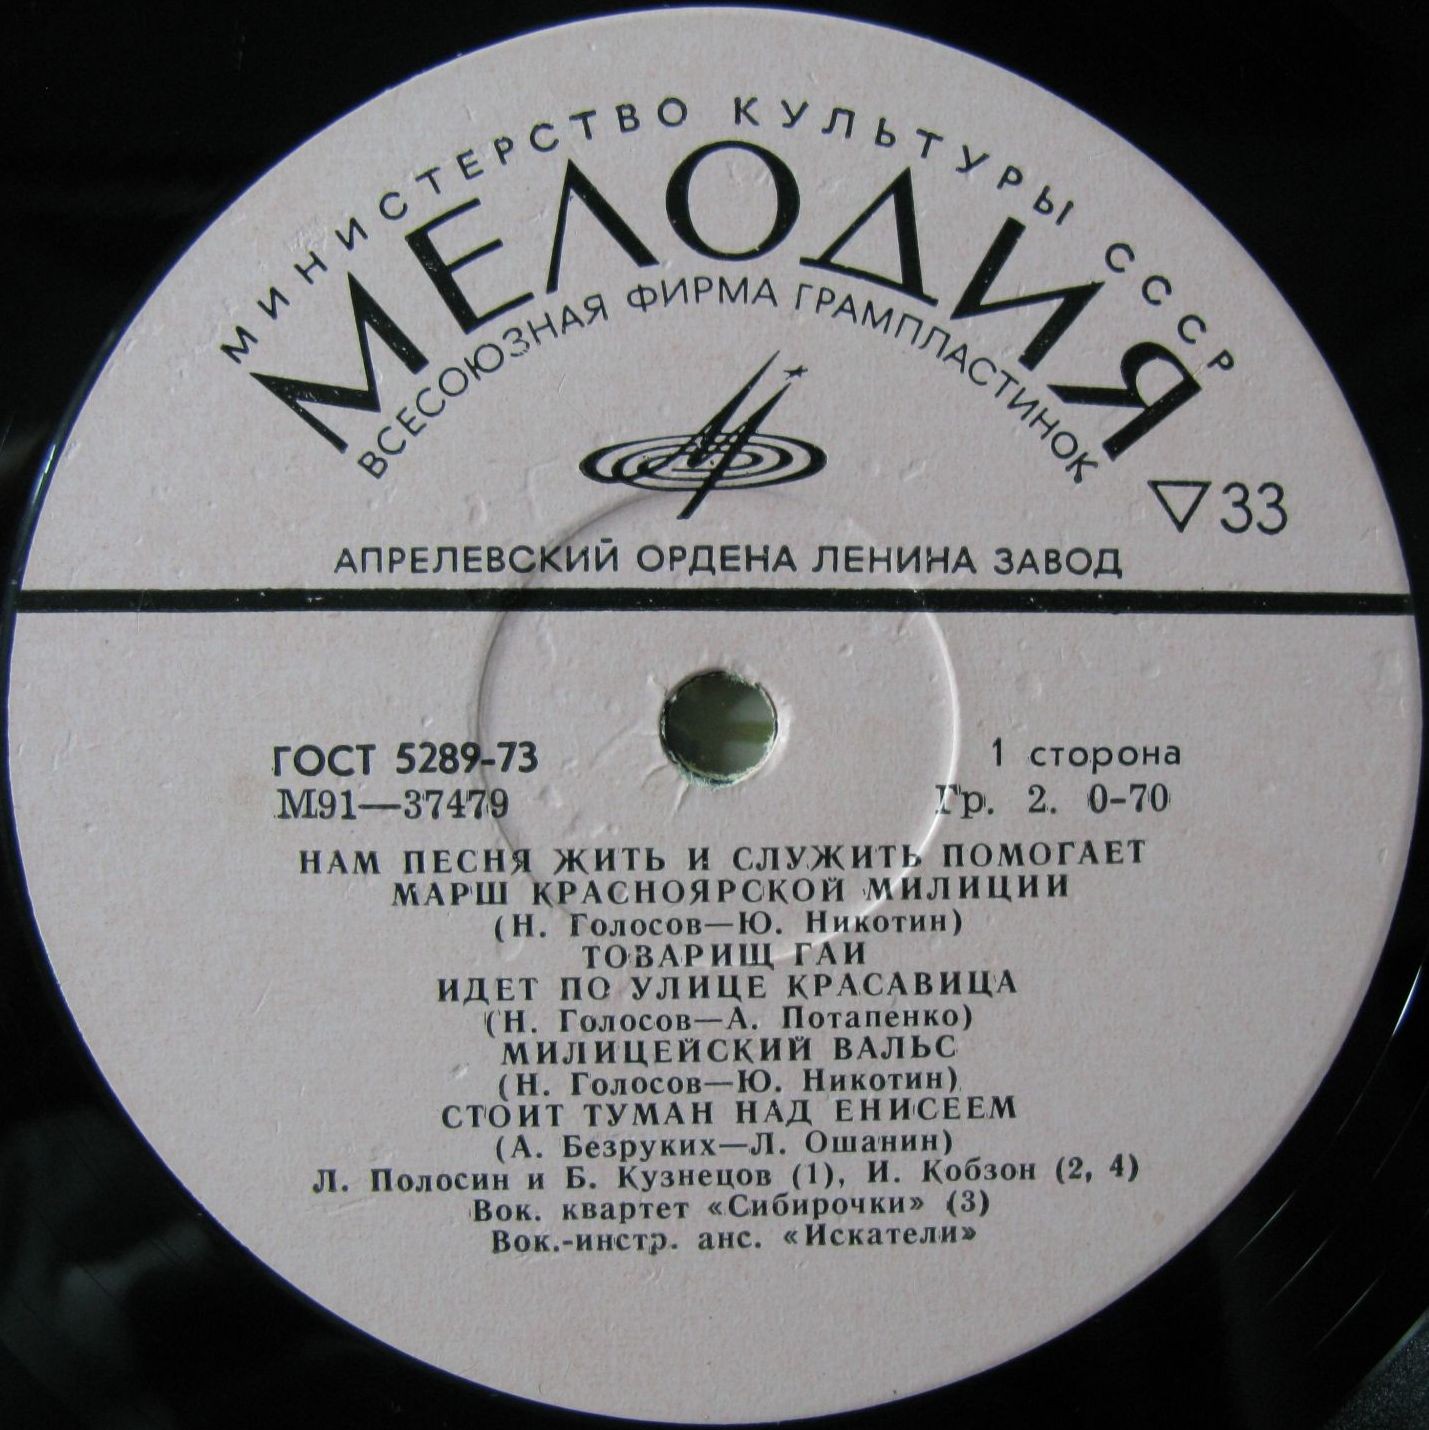 МИНИСТЕРСТВО КУЛЬТУРЫ СССР
МЕЛОДИЯ
ВСЕСОЮЗНАЯ ФИРМА ГРАМПЛАСТИНОК
▽33
АПРЕЛЕВСКИЙ ОРДЕНА ЛЕНИНА ЗАВОД
ГОСТ 5289-73
1 сторона
М91—37479
Гр. 2. 0-70
НАМ ПЕСНЯ ЖИТЬ И СЛУЖИТЬ ПОМОГАЕТ
МАРШ КРАСНОЯРСКОЙ МИЛИЦИИ
(Н. Голосов—Ю. Никотин)
ТОВАРИЩ ГАИ
ИДЕТ ПО УЛИЦЕ КРАСАВИЦА
(Н. Голосов—А. Потапенко)
МИЛИЦЕЙСКИЙ ВАЛЬС
(Н. Голосов—Ю. Никотин)
СТОИТ ТУМАН НАД ЕНИСЕЕМ
(А. Безруких—Л. Ошанин)
Л. Полосин и Б. Кузнецов (1), И. Кобзон (2, 4)
Вок. квартет «Сибирочки» (3)
Вок.-инстр. анс. «Искатели»